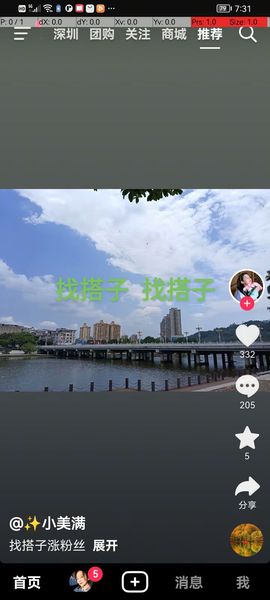 7:31
P: 0 / 1 dX: 0.0 dY: 0.0 Xv: 0.0 Yv: 0.0 Prs: 1.0 Size: 1.0
深圳 团购 关注 商城 推荐
找搭子 找搭子
332
205
5
分享
@✨小美满
找搭子涨粉丝 展开
首页 5 消息 我